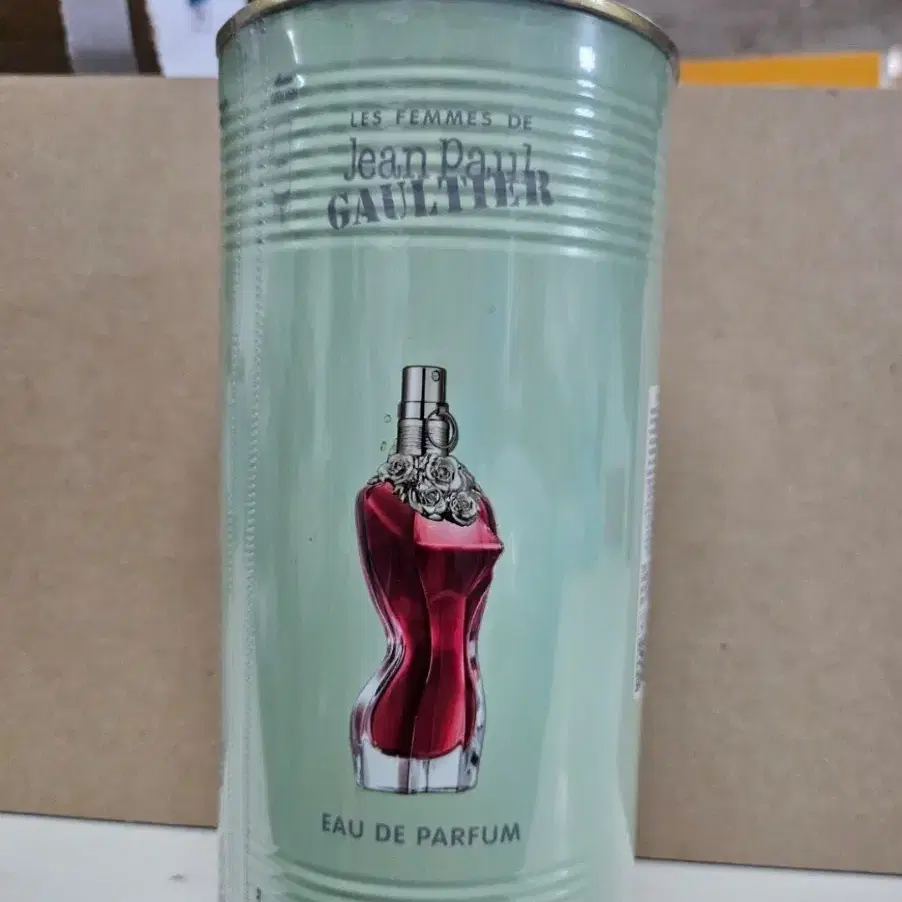 LES FEMMES DE
Jean Paul
GAULTIER
EAU DE PARFUM